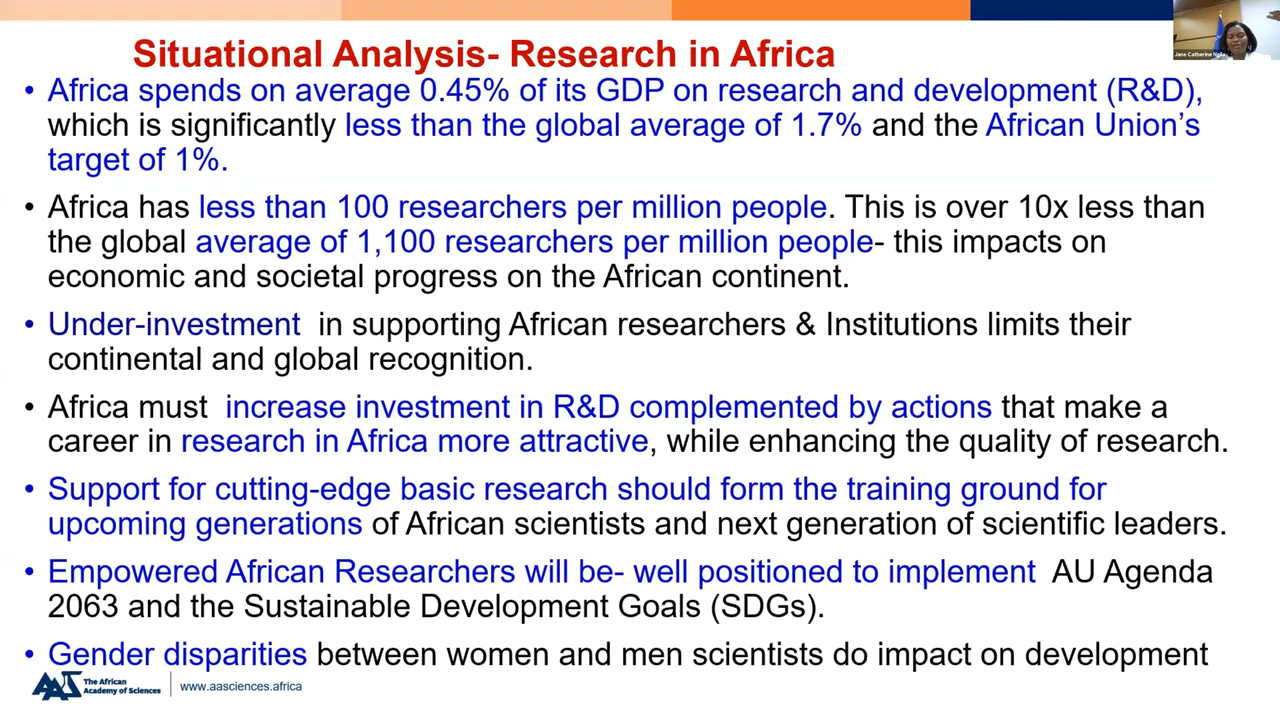 Situational Analysis- Research in Africa
• Africa spends on average 0.45% of its GDP on research and development (R&D),
which is significantly less than the global average of 1.7% and the African Union's
target of 1%.
• Africa has less than 100 researchers per million people. This is over 10x less than
the global average of 1,100 researchers per million people- this impacts on
economic and societal progress on the African continent.
• Under-investment in supporting African researchers & Institutions limits their
continental and global recognition.
• Africa must increase investment in R&D complemented by actions that make a
career in research in Africa more attractive, while enhancing the quality of research.
• Support for cutting-edge basic research should form the training ground for
upcoming generations of African scientists and next generation of scientific leaders.
• Empowered African Researchers will be- well positioned to implement AU Agenda
2063 and the Sustainable Development Goals (SDGs).
• Gender disparities between women and men scientists do impact on development
AAS
The African
Academy of Sciences
www.aasciences.africa
Jane Catherine